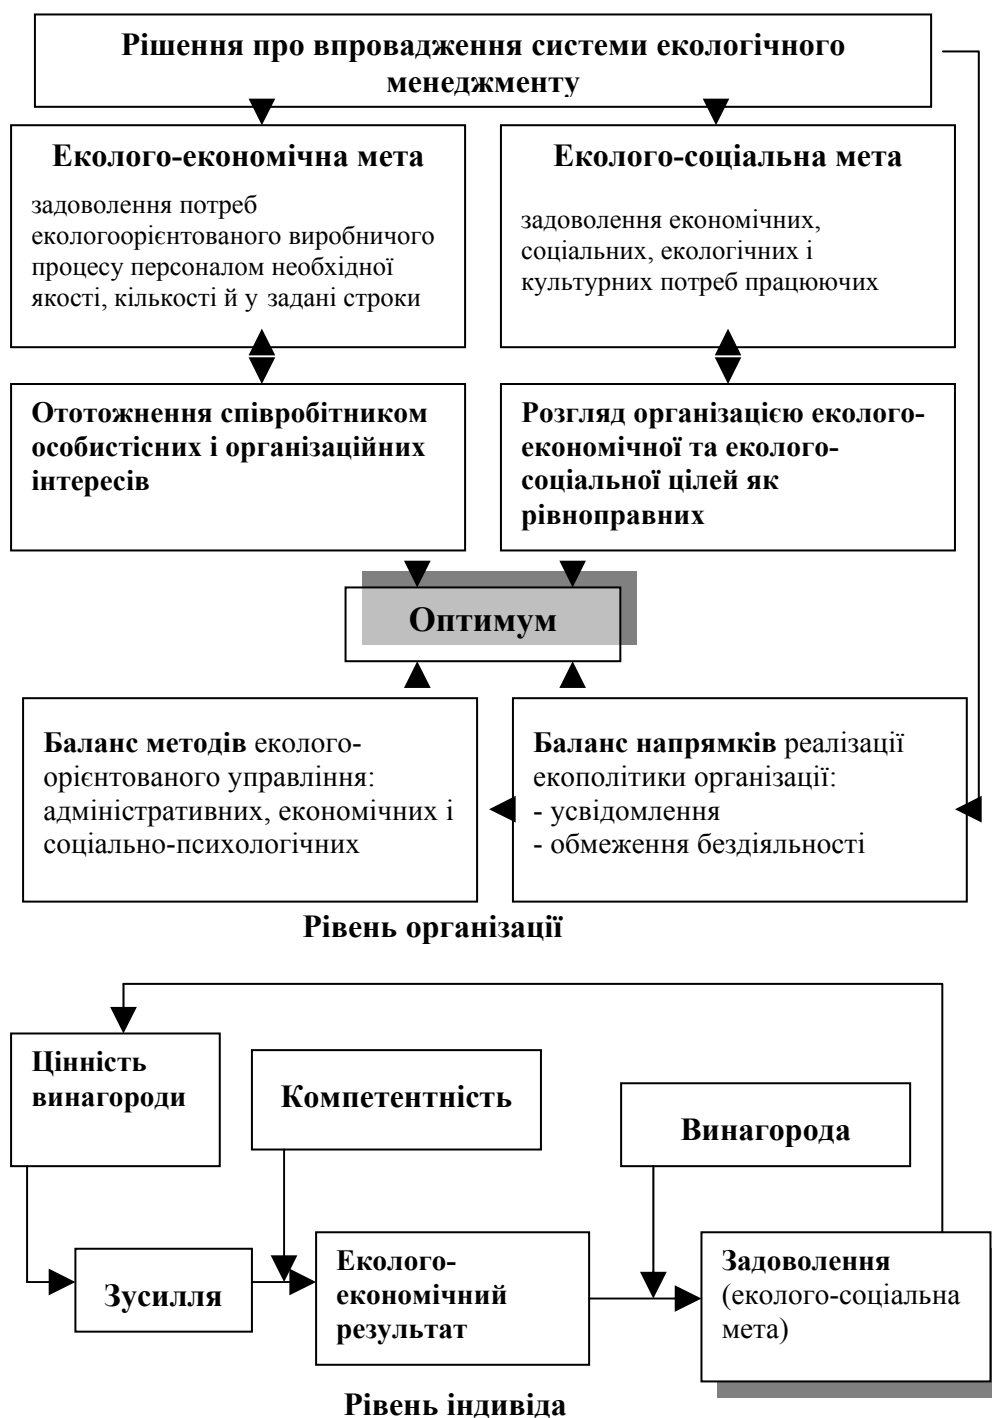 Рішення про впровадження системи екологічного
менеджменту
Еколого-економічна мета
задоволення потреб
екологоорієнтованого виробничого
процесу персоналом необхідної
якості, кількості й у задані строки
Еколого-соціальна мета
задоволення економічних,
соціальних, екологічних і
культурних потреб працюючих
Ототожнення співробітником
особистісних і організаційних
інтересів
Розгляд організацією еколого-
економічної та еколого-
соціальної цілей як
рівноправних
Оптимум
Баланс методів еколого-
орієнтованого управління:
адміністративних, економічних і
соціально-психологічних
Баланс напрямків реалізації
екополітики організації:
- усвідомлення
- обмеження бездіяльності
Рівень організації
Цінність
винагороди
Компетентність
Винагорода
Зусилля
Еколого-
економічний
результат
Задоволення
(еколого-соціальна
мета)
Рівень індивіда